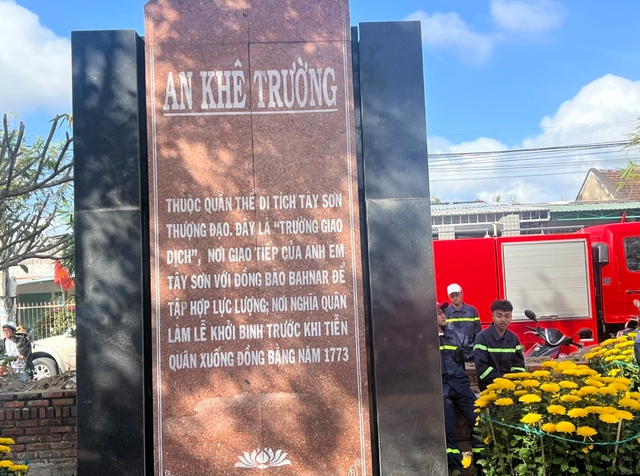 AN KHÊ TRƯỜNG
THUỘC QUẦN THỂ DI TÍCH TÂY SƠN
THƯỢNG ĐẠO. ĐÂY LÀ “TRƯỜNG GIAO
DỊCH”, NƠI GIAO TIẾP CỦA ANH EM
TÂY SƠN VỚI ĐỒNG BÀO BAHNAR ĐỂ
TẬP HỢP LỰC LƯỢNG; NƠI NGHĨA QUÂN
LÀM LỄ KHỞI BINH TRƯỚC KHI TIẾN
QUÂN XUỐNG ĐỒNG BẰNG NĂM 1773